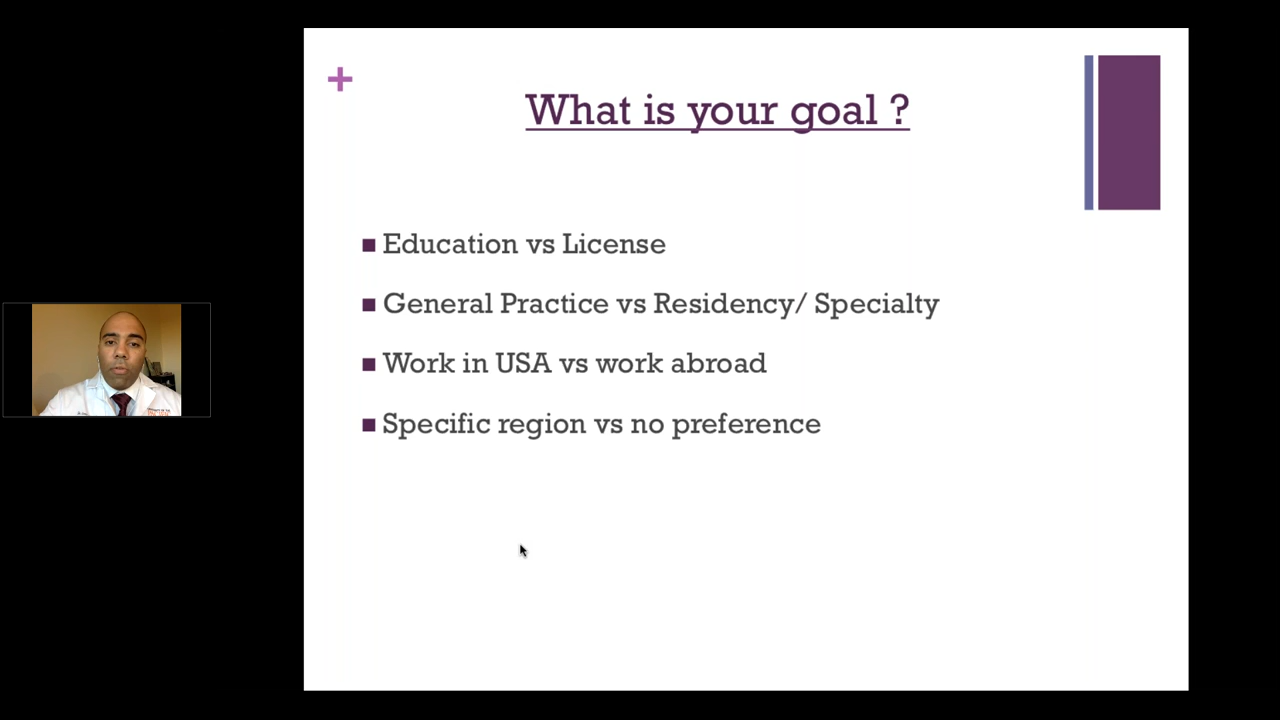 What is your goal ?
Education vs License
General Practice vs Residency/ Specialty
Work in USA vs work abroad
Specific region vs no preference